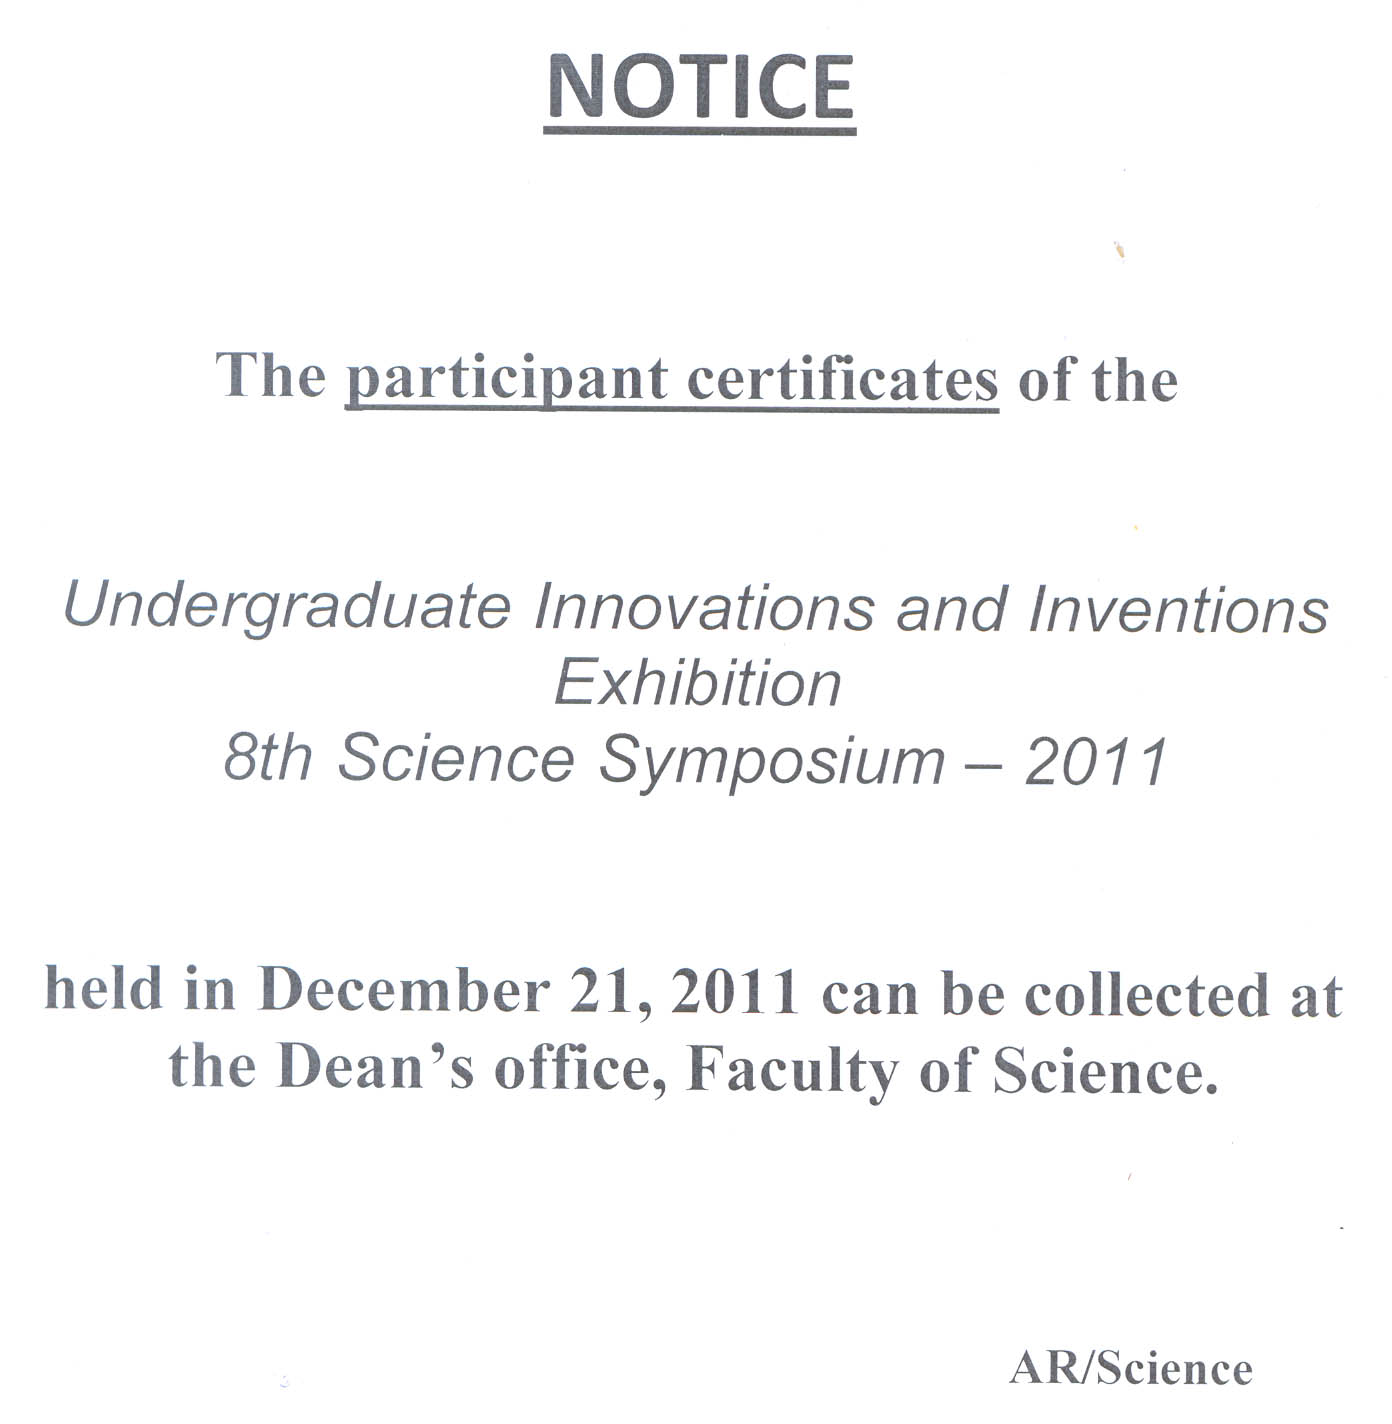 NOTICE
The participant certificates of the
Undergraduate Innovations and Inventions
Exhibition
8th Science Symposium – 2011
held in December 21, 2011 can be collected at
the Dean’s office, Faculty of Science.
AR/Science